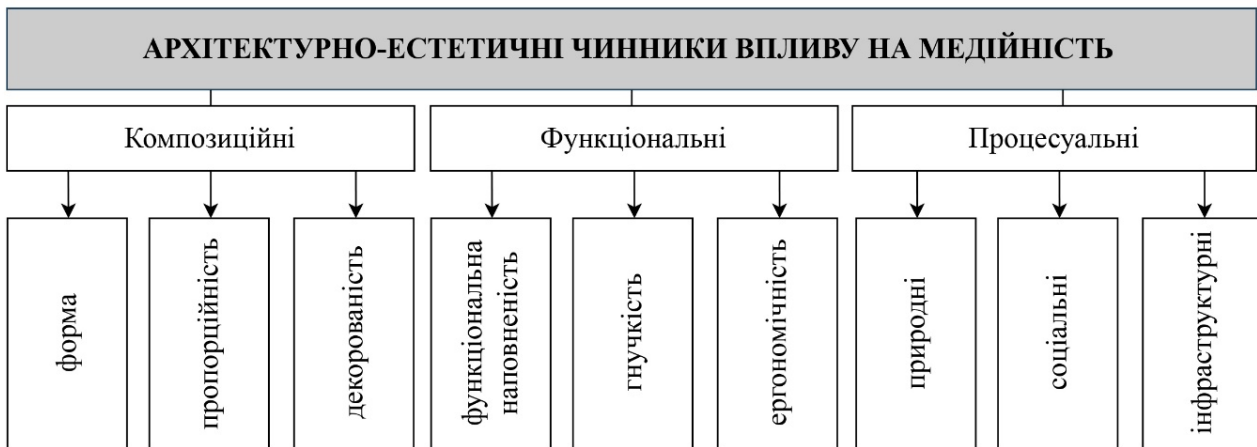 АРХІТЕКТУРНО-ЕСТЕТИЧНІ ЧИННИКИ ВПЛИВУ НА МЕДІЙНІСТЬ
Композиційні
Функціональні
Процесуальні
форма
пропорційність
декорованість
функціональна
наповненість
гнучкість
ергономічність
природні
соціальні
інфраструктурні